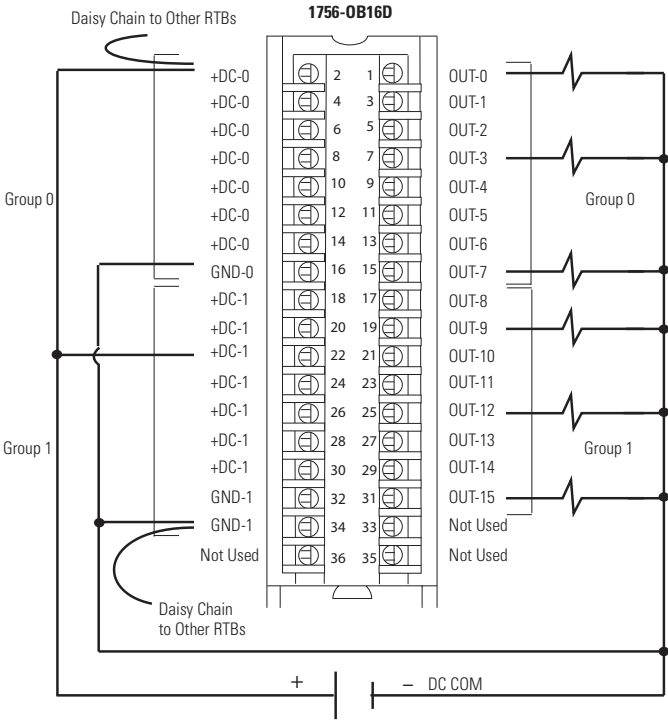 1756-OB16D
Daisy Chain to Other RTBs
+DC-0 2 1 OUT-0
+DC-0 4 3 OUT-1
+DC-0 6 5 OUT-2
+DC-0 8 7 OUT-3
+DC-0 10 9 OUT-4
Group 0 Group 0
+DC-0 12 11 OUT-5
+DC-0 14 13 OUT-6
GND-0 16 15 OUT-7
+DC-1 18 17 OUT-8
+DC-1 20 19 OUT-9
+DC-1 22 21 OUT-10
+DC-1 24 23 OUT-11
+DC-1 26 25 OUT-12
+DC-1 28 27 OUT-13
Group 1 Group 1
+DC-1 30 29 OUT-14
GND-1 32 31 OUT-15
GND-1 34 33 Not Used
Not Used 36 35 Not Used
Daisy Chain
to Other RTBs
+ – DC COM